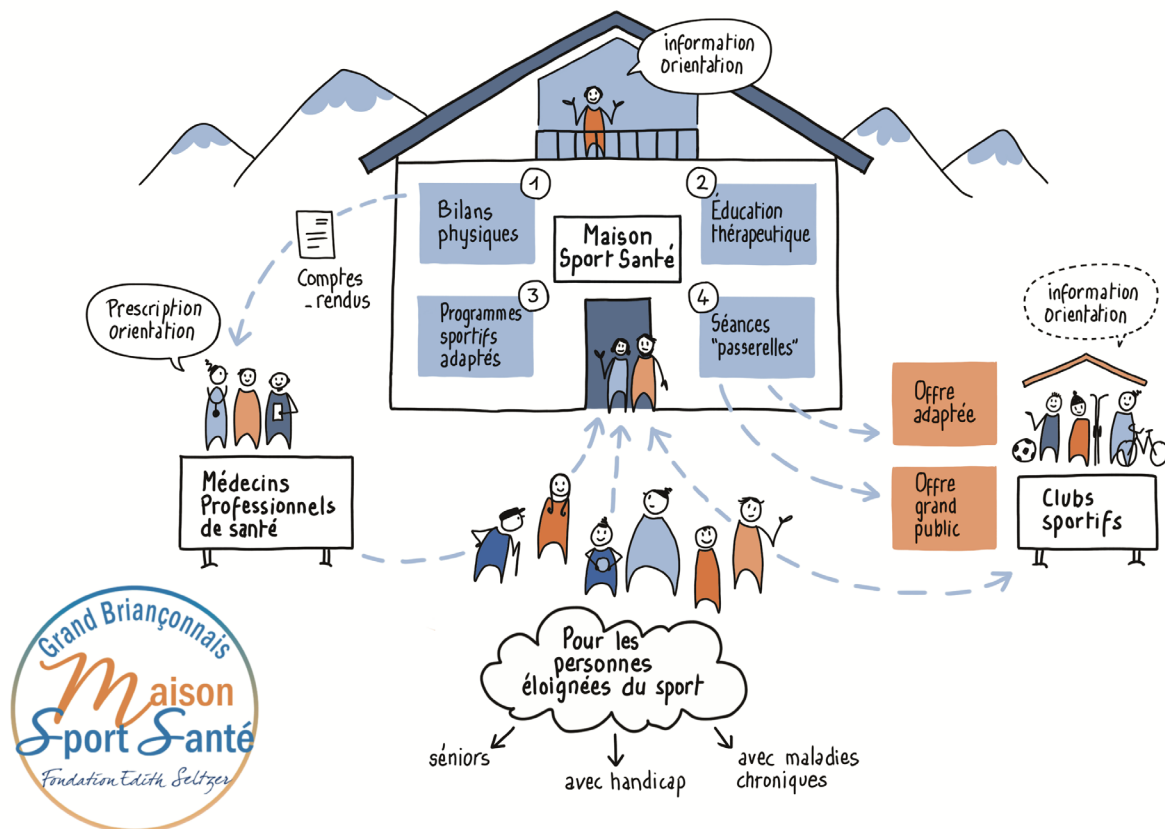 information
Orientation
1
Bilans
physiques
2
Éducation
thérapeutique
Maison
Sport Santé
Comptes
_rendus
3
Programmes
sportifs
adaptés
4
Séances
"passerelles"
Prescription
Orientation
information
Orientation
Médecins
Professionnels
de santé
Offre
adaptée
Offre
grand
public
Clubs
sportifs
Pour les
personnes
éloignées du sport
séniors
avec handicap
avec maladies
chroniques
Grand Briançonnais
Maison
Sport Santé
Fondation Edith Seltzer